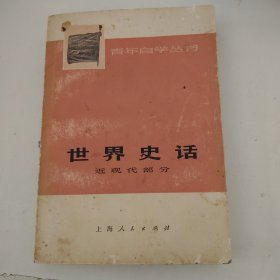 青年自学丛书
世界史话
近现代部分
上海人民出版社